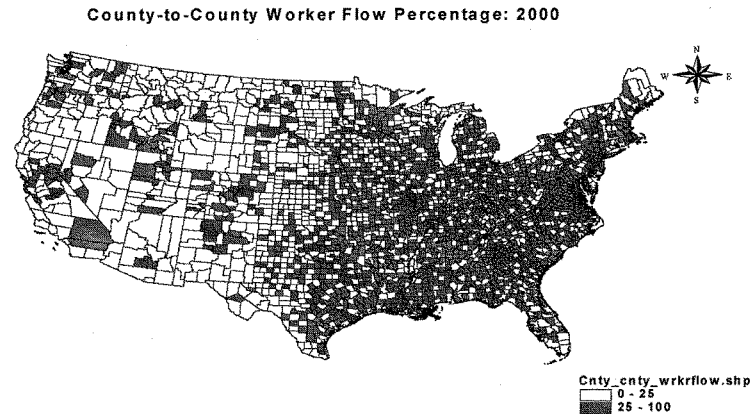 County-to-County Worker Flow Percentage: 2000
N
W E
S
Cnty_cnty_wrkrflow.shp
0 - 25
25 - 100